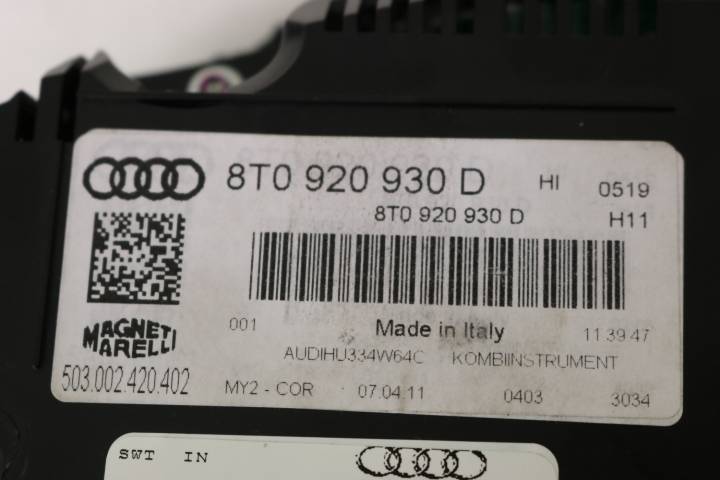 8T0 920 930 D HI 0519
8T0 920 930 D H11
001 Made in Italy 11:39:47
MAGNETI
MARELLI
AUDIHU334W64C KOMBIINSTRUMENT
503.002.420.402
MY2 - COR 07.04.11 0403 3034
SWT IN